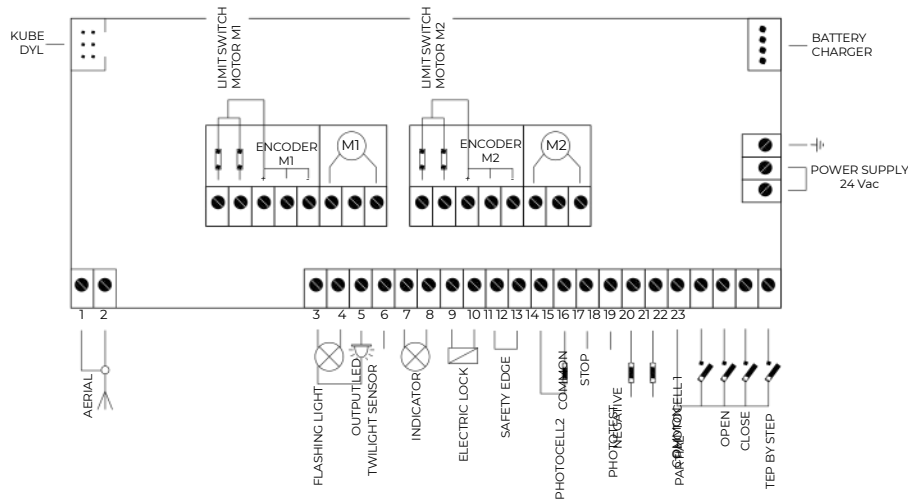 KUBE
DYL
LIMIT SWITCH
MOTOR M1
LIMIT SWITCH
MOTOR M2
BATTERY
CHARGER
ENCODER
M1
M1
ENCODER
M2
M2
+
-
+
-
POWER SUPPLY
24 Vac
1 2 3 4 5 6 7 8 9 10 11 12 13 14 15 16 17 18 19 20 21 22 23
AERIAL
FLASHING LIGHT
OUTPUT LED
TWILIGHT SENSOR
INDICATOR
ELECTRIC LOCK
SAFETY EDGE
PHOTOCELL2
COMMON
STOP
PHOTOTEST
NEGATIVE
COMMON
PHOTOCELL 1
PARTIAL
OPEN
CLOSE
TEP BY STEP